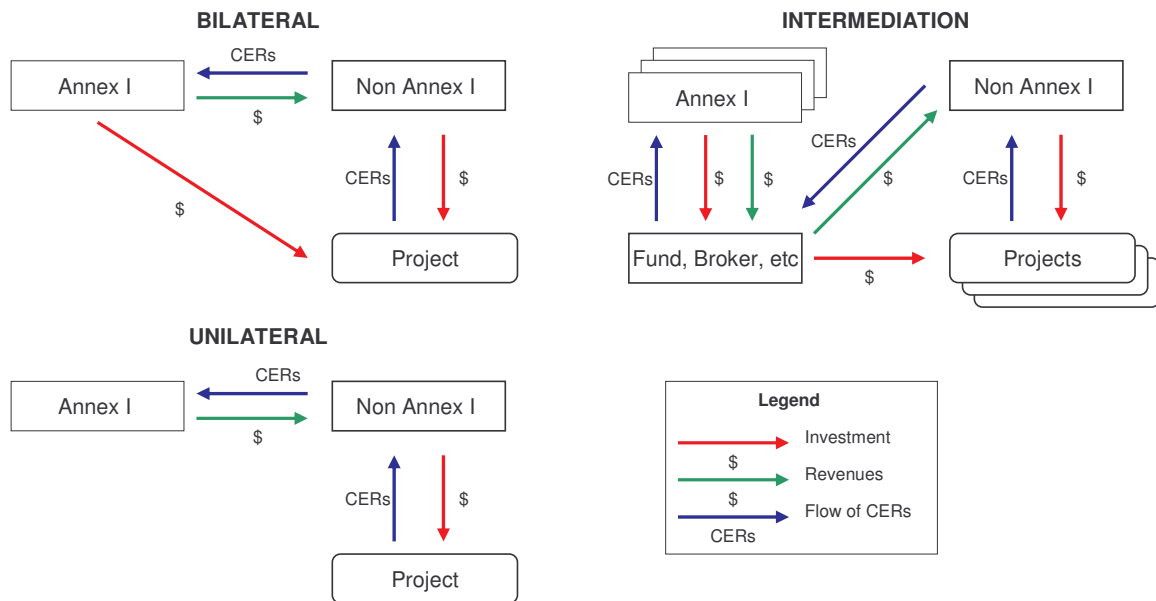 BILATERAL
CERs
Annex I
Non Annex I
$
CERs
$
$
Project
INTERMEDIATION
Annex I
Non Annex I
CERs
CERs
$
$
$
CERs
$
Fund, Broker, etc
$
Projects
UNILATERAL
CERs
Annex I
Non Annex I
$
CERs
$
Project
Legend
Investment
$
Revenues
$
Flow of CERs
CERs